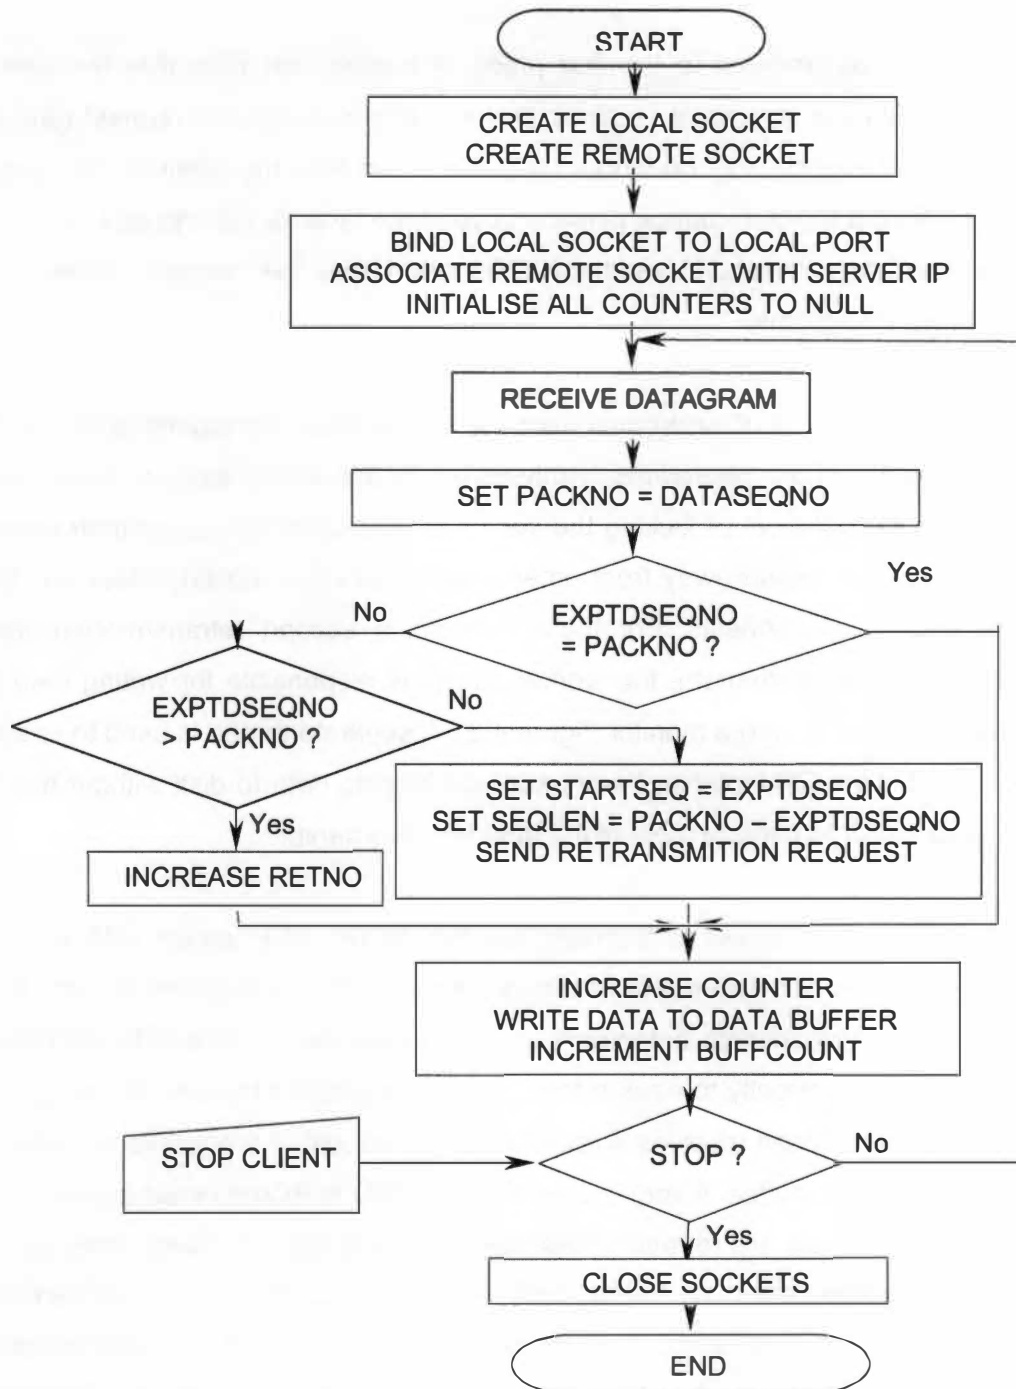 START
CREATE LOCAL SOCKET
CREATE REMOTE SOCKET
BIND LOCAL SOCKET TO LOCAL PORT
ASSOCIATE REMOTE SOCKET WITH SERVER IP
INITIALISE ALL COUNTERS TO NULL
RECEIVE DATAGRAM
SET PACKNO = DATASEQNO
Yes
No
EXPTDSEQNO
= PACKNO ?
No
EXPTDSEQNO
> PACKNO ?
SET STARTSEQ = EXPTDSEQNO
SET SEQLEN = PACKNO – EXPTDSEQNO
SEND RETRANSMITION REQUEST
Yes
INCREASE RETNO
INCREASE COUNTER
WRITE DATA TO DATA BUFFER
INCREMENT BUFFCOUNT
STOP CLIENT
STOP ?
No
Yes
CLOSE SOCKETS
END